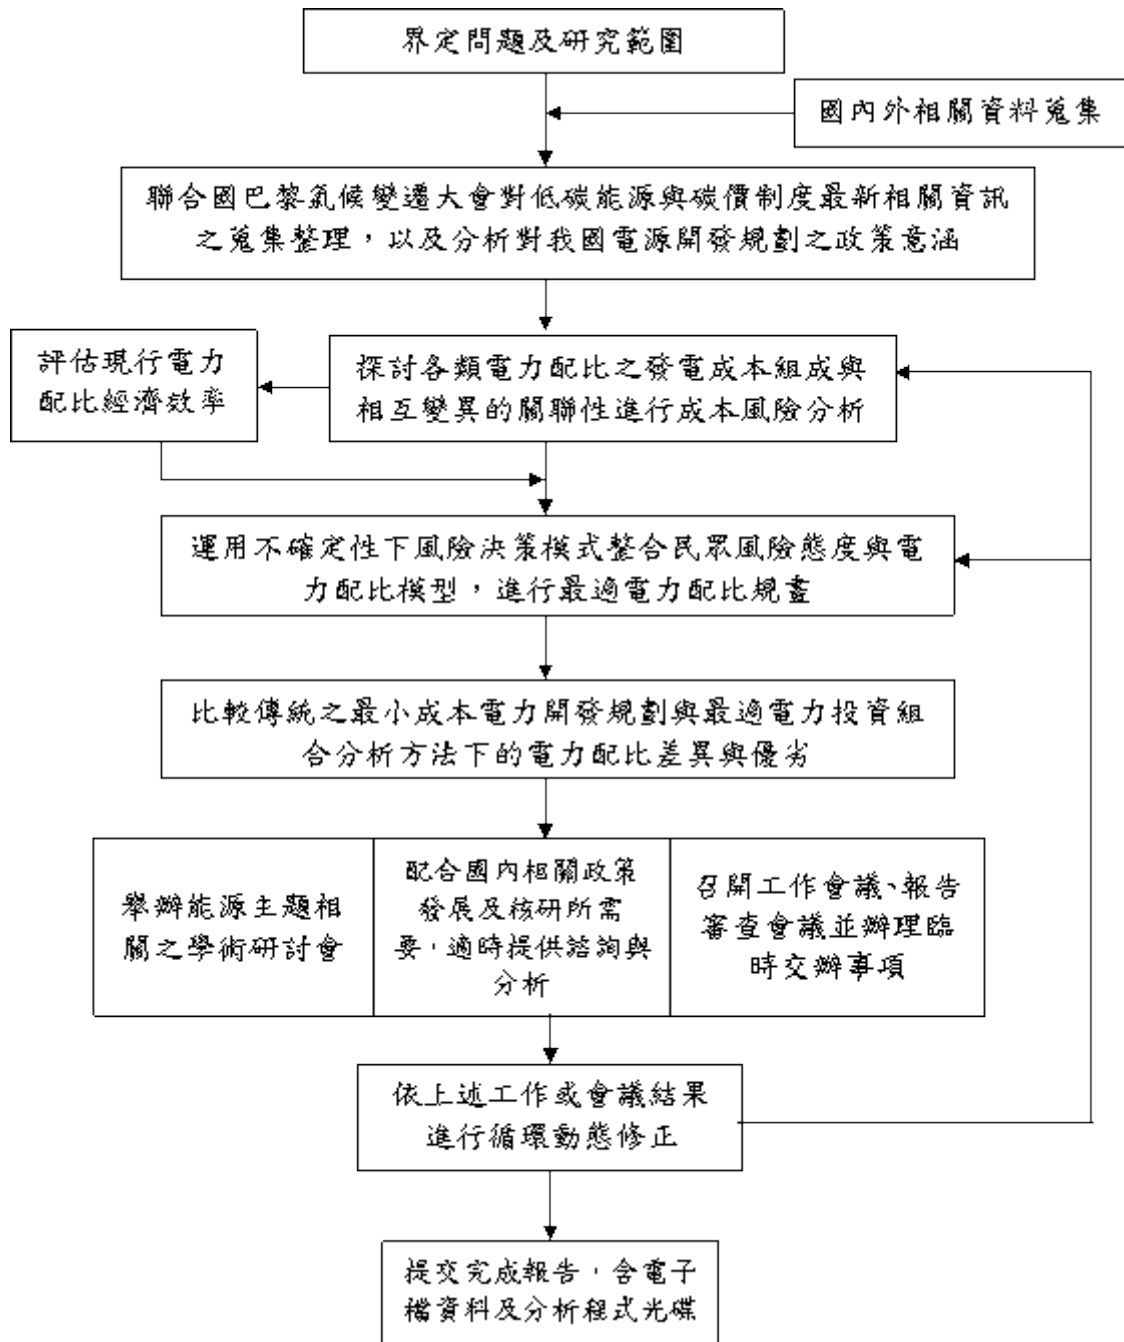 界定問題及研究範圍
國內外相關資料蒐集
聯合國巴黎氣候變遷大會對低碳能源與碳價制度最新相關資訊
之蒐集整理，以及分析對我國電源開發規劃之政策意涵
評估現行電力
配比經濟效率
探討各類電力配比之發電成本組成與
相互變異的關聯性進行成本風險分析
運用不確定性下風險決策模式整合民眾風險態度與電
力配比模型，進行最適電力配比規畫
比較傳統之最小成本電力開發規劃與最適電力投資組
合分析方法下的電力配比差異與優劣
舉辦能源主題相
關之學術研討會
配合國內相關政策
發展及核研所需
要，適時提供諮詢與
分析
召開工作會議、報告
審查會議並辦理臨
時交辦事項
依上述工作或會議結果
進行循環動態修正
提交完成報告，含電子
檔資料及分析程式光碟